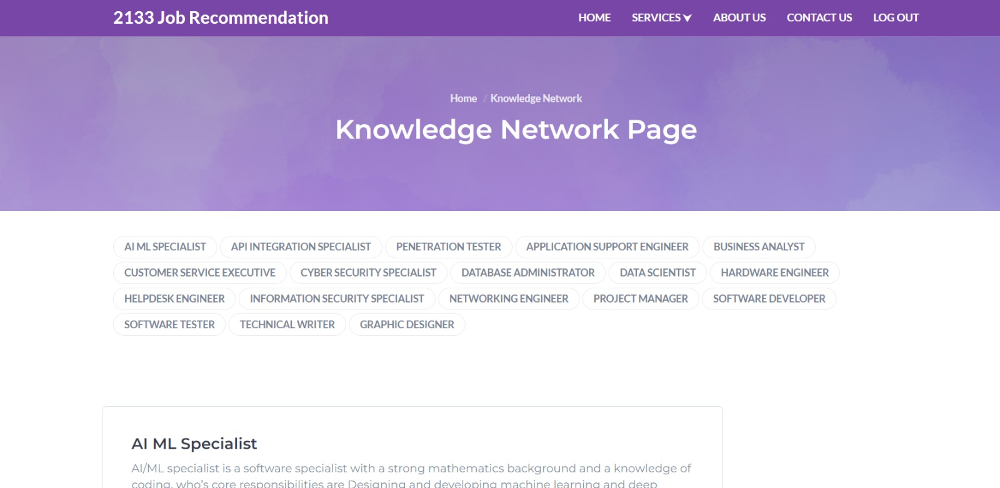 2133 Job Recommendation HOME SERVICES ABOUT US CONTACT US LOG OUT
Home / Knowledge Network
Knowledge Network Page
AI ML SPECIALIST API INTEGRATION SPECIALIST PENETRATION TESTER APPLICATION SUPPORT ENGINEER BUSINESS ANALYST
CUSTOMER SERVICE EXECUTIVE CYBER SECURITY SPECIALIST DATABASE ADMINISTRATOR DATA SCIENTIST HARDWARE ENGINEER
HELPDESK ENGINEER INFORMATION SECURITY SPECIALIST NETWORKING ENGINEER PROJECT MANAGER SOFTWARE DEVELOPER
SOFTWARE TESTER TECHNICAL WRITER GRAPHIC DESIGNER
AI ML Specialist
AI/ML specialist is a software specialist with a strong mathematics background and a knowledge of
coding, who's core responsibilities are Designing and developing machine learning and deep